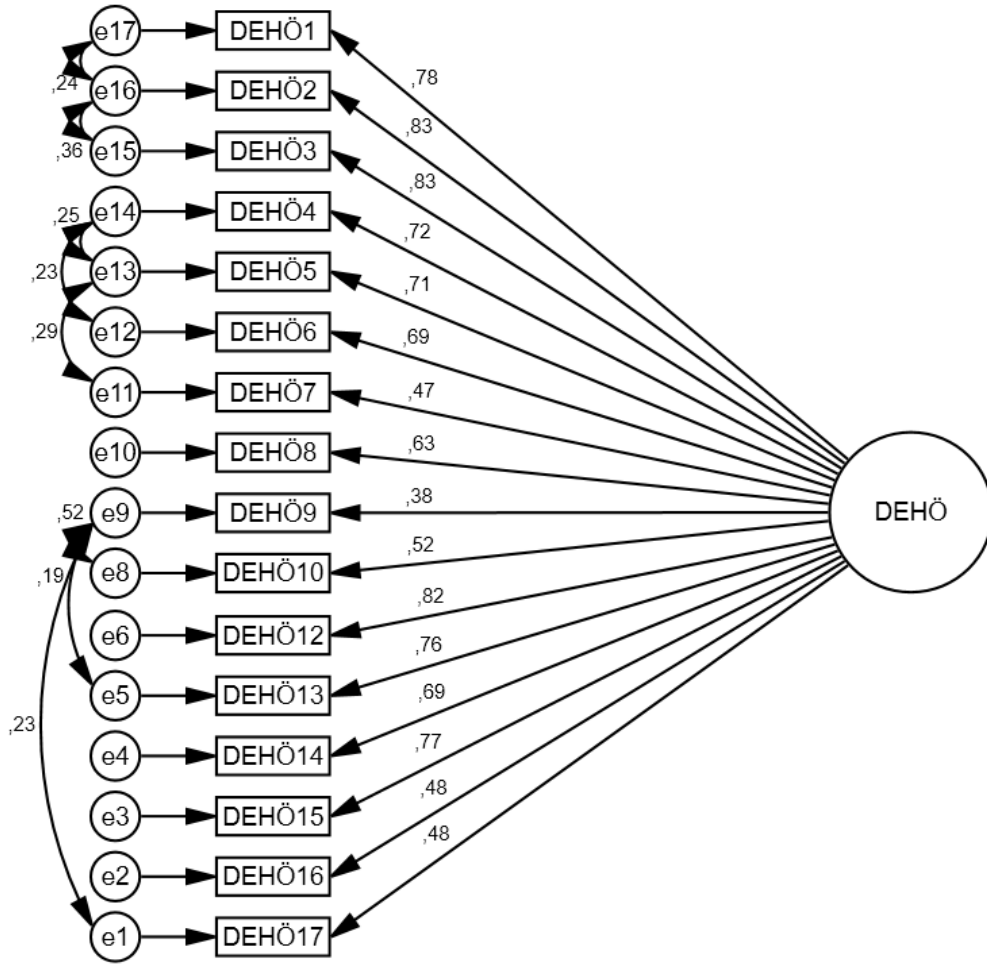 e17 DEHÖ1
,78
,24
e16 DEHÖ2
,83
,36
e15 DEHÖ3
,83
,25
e14 DEHÖ4
,72
,23
e13 DEHÖ5
,71
,29
e12 DEHÖ6
,69
e11 DEHÖ7
,47
e10 DEHÖ8
,63
,52
e9 DEHÖ9
,38
DEHÖ
,19
e8 DEHÖ10
,52
e6 DEHÖ12
,82
e5 DEHÖ13
,76
,23
e4 DEHÖ14
,69
e3 DEHÖ15
,77
e2 DEHÖ16
,48
e1 DEHÖ17
,48